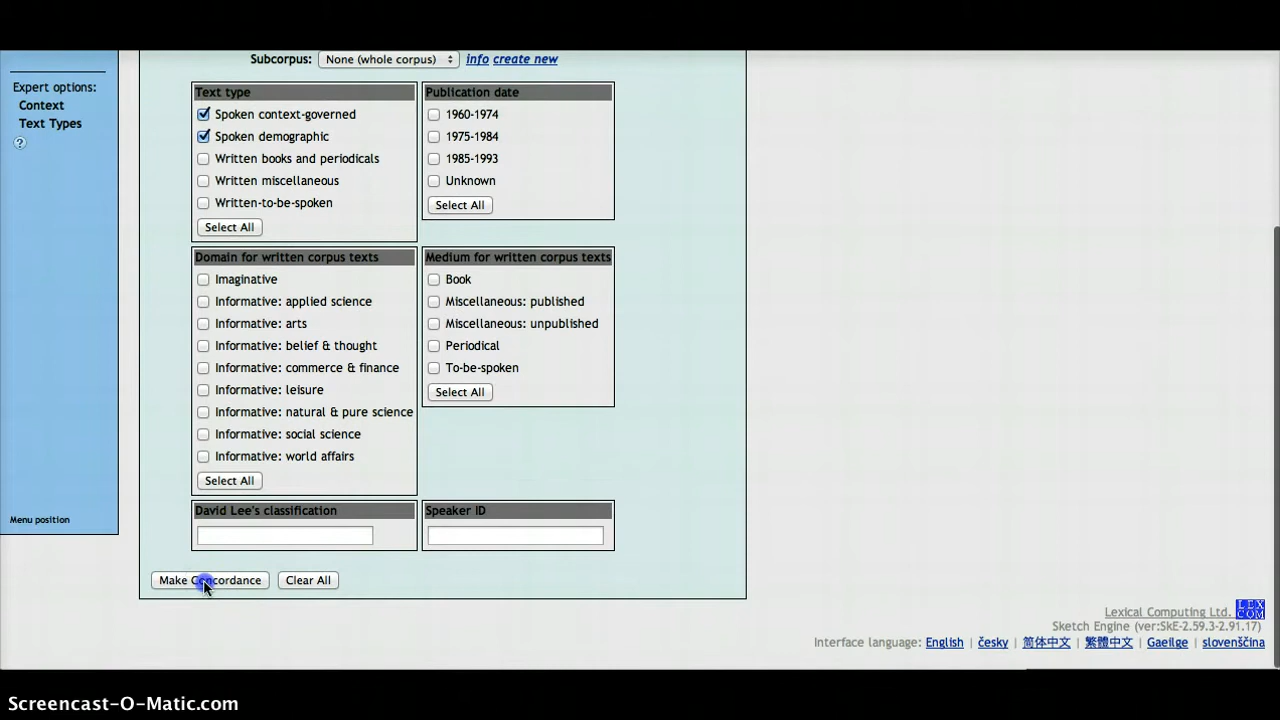 Subcorpus: None (whole corpus) info create new
Expert options:
Context
Text Types
?
Text type
Spoken context-governed
Spoken demographic
Written books and periodicals
Written miscellaneous
Written-to-be-spoken
Select All
Publication date
1960-1974
1975-1984
1985-1993
Unknown
Select All
Domain for written corpus texts
Imaginative
Informative: applied science
Informative: arts
Informative: belief & thought
Informative: commerce & finance
Informative: leisure
Informative: natural & pure science
Informative: social science
Informative: world affairs
Select All
Medium for written corpus texts
Book
Miscellaneous: published
Miscellaneous: unpublished
Periodical
To-be-spoken
Select All
Menu position
David Lee's classification
Speaker ID
Make Concordance Clear All
Lexical Computing Ltd. LEX COM
Sketch Engine (ver:SkE-2.59.3-2.91.17)
Interface language: English | česky | 简体中文 | 繁體中文 | Gaeilge | slovenščina
Screencast-O-Matic.com